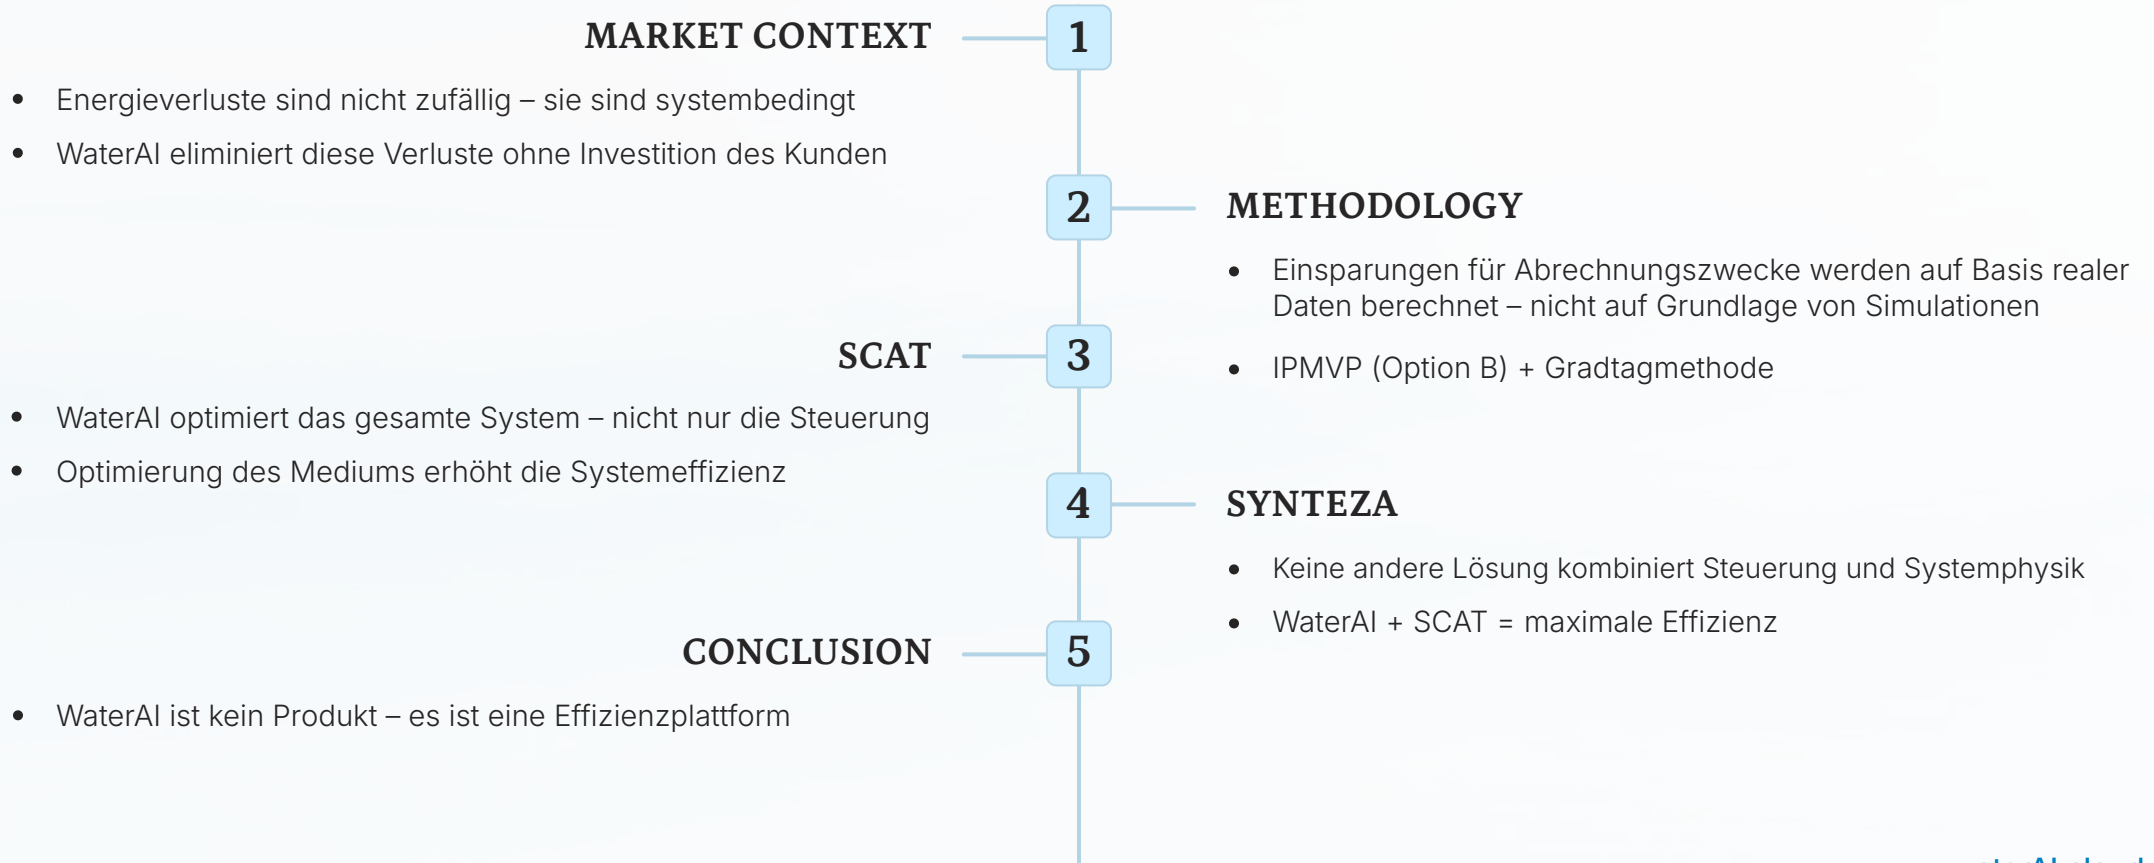 MARKET CONTEXT
1
• Energieverluste sind nicht zufällig – sie sind systembedingt
• WaterAI eliminiert diese Verluste ohne Investition des Kunden
2
METHODOLOGY
• Einsparungen für Abrechnungszwecke werden auf Basis realer
Daten berechnet – nicht auf Grundlage von Simulationen
• IPMVP (Option B) + Gradtagmethode
SCAT
3
• WaterAI optimiert das gesamte System – nicht nur die Steuerung
• Optimierung des Mediums erhöht die Systemeffizienz
4
SYNTEZA
• Keine andere Lösung kombiniert Steuerung und Systemphysik
• WaterAI + SCAT = maximale Effizienz
CONCLUSION
5
• WaterAI ist kein Produkt – es ist eine Effizienzplattform